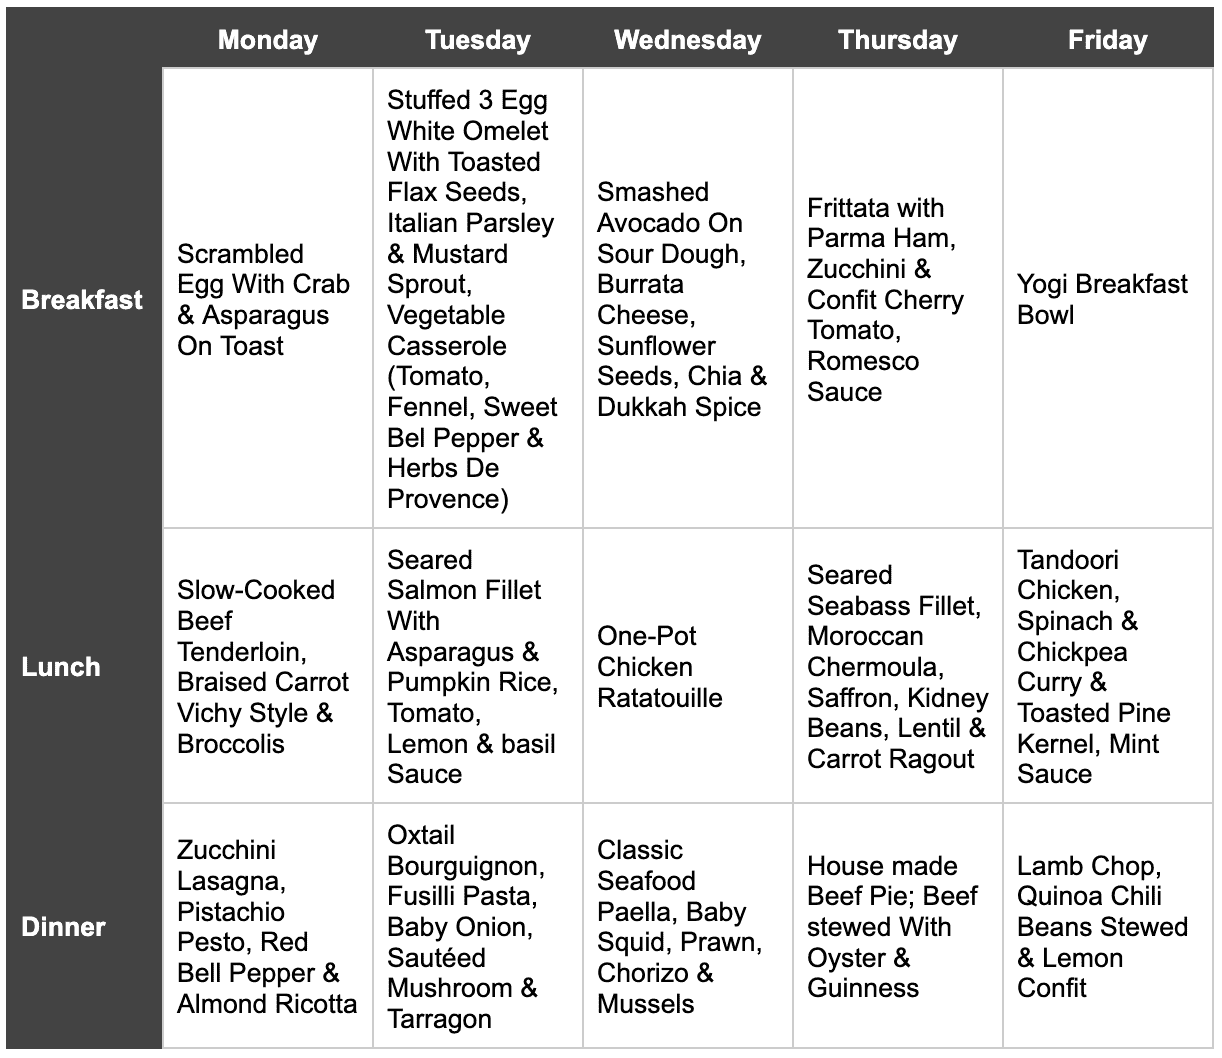 Monday
Tuesday
Wednesday
Thursday
Friday
Breakfast
Scrambled
Egg With Crab
& Asparagus
On Toast
Stuffed 3 Egg
White Omelet
With Toasted
Flax Seeds,
Italian Parsley
& Mustard
Sprout,
Vegetable
Casserole
(Tomato,
Fennel, Sweet
Bel Pepper &
Herbs De
Provence)
Smashed
Avocado On
Sour Dough,
Burrata
Cheese,
Sunflower
Seeds, Chia &
Dukkah Spice
Frittata with
Parma Ham,
Zucchini &
Confit Cherry
Tomato,
Romesco
Sauce
Yogi Breakfast
Bowl
Lunch
Slow-Cooked
Beef
Tenderloin,
Braised Carrot
Vichy Style &
Broccolis
Seared
Salmon Fillet
With
Asparagus &
Pumpkin Rice,
Tomato,
Lemon & basil
Sauce
One-Pot
Chicken
Ratatouille
Seared
Seabass Fillet,
Moroccan
Chermoula,
Saffron, Kidney
Beans, Lentil &
Carrot Ragout
Tandoori
Chicken,
Spinach &
Chickpea
Curry &
Toasted Pine
Kernel, Mint
Sauce
Dinner
Zucchini
Lasagna,
Pistachio
Pesto, Red
Bell Pepper &
Almond Ricotta
Oxtail
Bourguignon,
Fusilli Pasta,
Baby Onion,
Sautéed
Mushroom &
Tarragon
Classic
Seafood
Paella, Baby
Squid, Prawn,
Chorizo &
Mussels
House made
Beef Pie; Beef
stewed With
Oyster &
Guinness
Lamb Chop,
Quinoa Chili
Beans Stewed
& Lemon
Confit